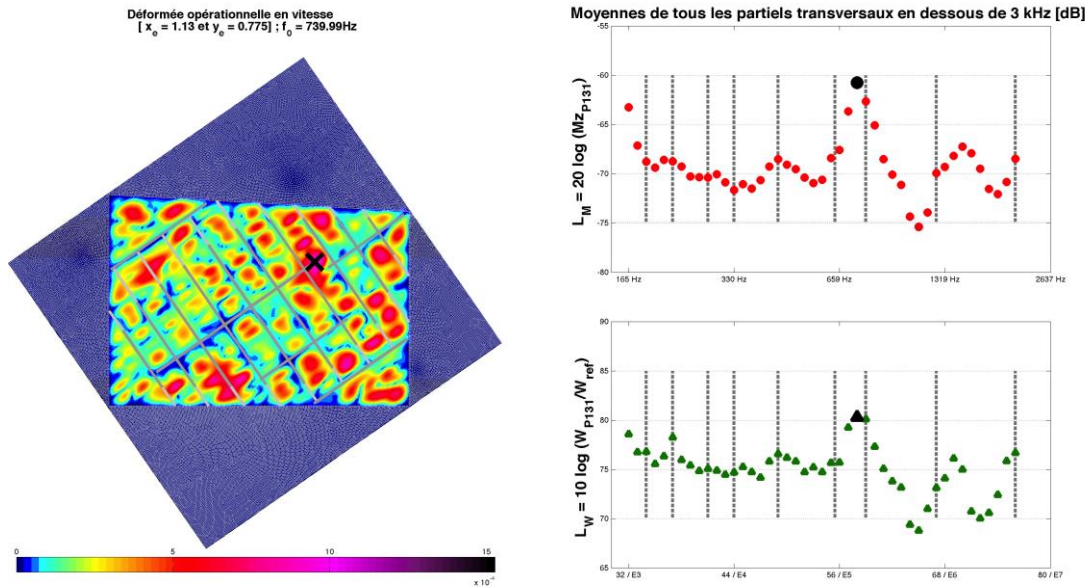 Déformée opérationnelle en vitesse
[ x_e = 1.13 et y_e = 0.775] ; f_0 = 739.99Hz
0 5 10 15
x 10⁻⁴
Moyennes de tous les partiels transversaux en dessous de 3 kHz [dB]
L_M = 20 log (Mz_P131)
-55
-60
-65
-70
-75
-80
165 Hz 330 Hz 659 Hz 1319 Hz 2637 Hz
L_W = 10 log (W_P131/W_ref)
90
85
80
75
70
65
32 / E3 44 / E4 56 / E5 68 / E6 80 / E7